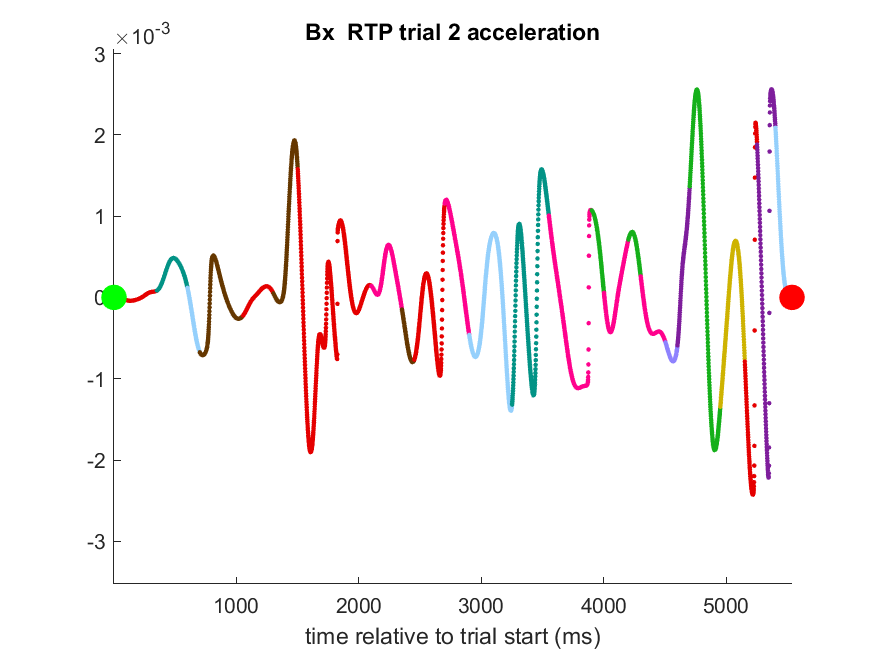 Bx  RTP trial 2 acceleration
×10-3
3
2
1
0
-1
-2
-3
1000 2000 3000 4000 5000
time relative to trial start (ms)